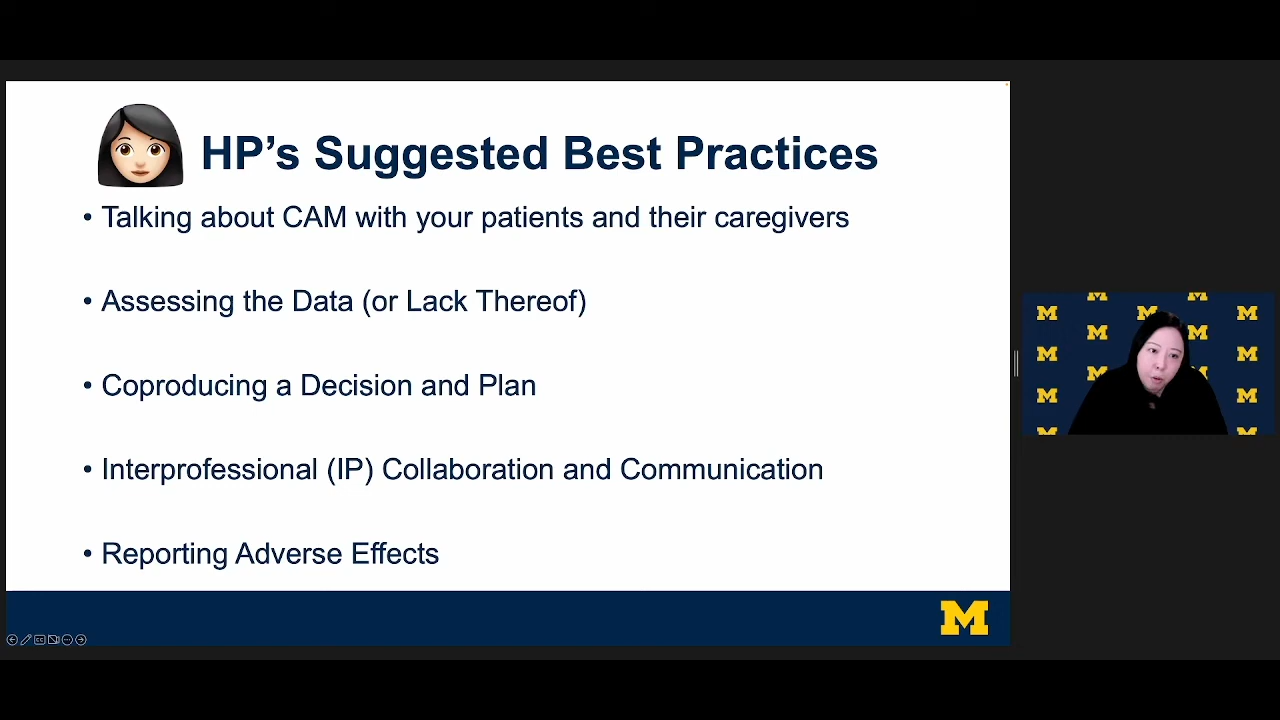 HP’s Suggested Best Practices
• Talking about CAM with your patients and their caregivers
• Assessing the Data (or Lack Thereof)
• Coproducing a Decision and Plan
• Interprofessional (IP) Collaboration and Communication
• Reporting Adverse Effects
M